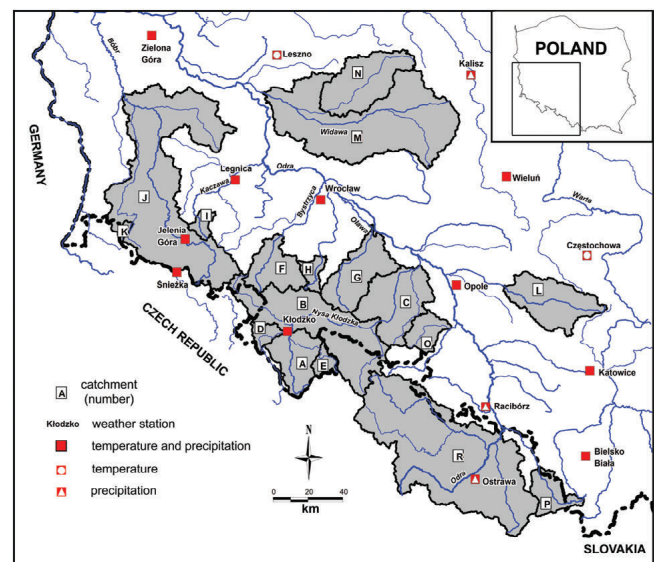 POLAND
Bóbr
Zielona
Góra
Leszno
Kalisz
N
GERMANY
Widawa
M
Legnica
Odra
Wrocław
Wieluń
Kaczawa
Bystrzyca
Warta
J
I
Oława
K
Jelenia
Góra
Częstochowa
F
H
G
Śnieżka
B
C
Opole
L
CZECH REPUBLIC
Nysa Kłodzka
Kłodzko
D
O
A
E
Katowice
A
catchment
(number)
Racibórz
Kłodzko weather station
temperature and precipitation
N
R
Bielsko
Biała
temperature
Odra
Ostrava
precipitation
0 20 40
km
P
SLOVAKIA